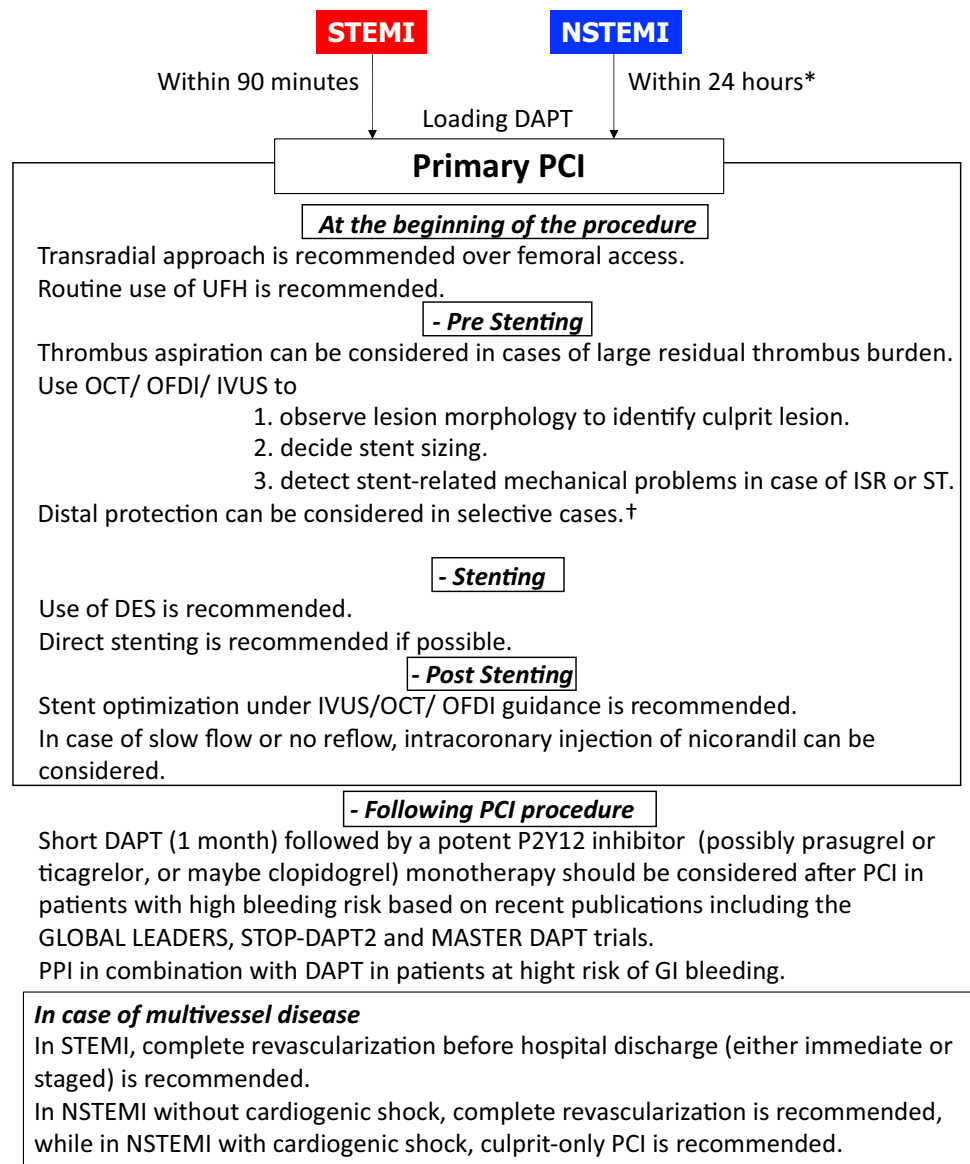 STEMI NSTEMI
Within 90 minutes Within 24 hours*
Loading DAPT
Primary PCI
At the beginning of the procedure
Transradial approach is recommended over femoral access.
Routine use of UFH is recommended.
- Pre Stenting
Thrombus aspiration can be considered in cases of large residual thrombus burden.
Use OCT/ OFDI/ IVUS to
1. observe lesion morphology to identify culprit lesion.
2. decide stent sizing.
3. detect stent-related mechanical problems in case of ISR or ST.
Distal protection can be considered in selective cases.†
- Stenting
Use of DES is recommended.
Direct stenting is recommended if possible.
- Post Stenting
Stent optimization under IVUS/OCT/ OFDI guidance is recommended.
In case of slow flow or no reflow, intracoronary injection of nicorandil can be
considered.
- Following PCI procedure
Short DAPT (1 month) followed by a potent P2Y12 inhibitor (possibly prasugrel or
ticagrelor, or maybe clopidogrel) monotherapy should be considered after PCI in
patients with high bleeding risk based on recent publications including the
GLOBAL LEADERS, STOP-DAPT2 and MASTER DAPT trials.
PPI in combination with DAPT in patients at hight risk of GI bleeding.
In case of multivessel disease
In STEMI, complete revascularization before hospital discharge (either immediate or
staged) is recommended.
In NSTEMI without cardiogenic shock, complete revascularization is recommended,
while in NSTEMI with cardiogenic shock, culprit-only PCI is recommended.